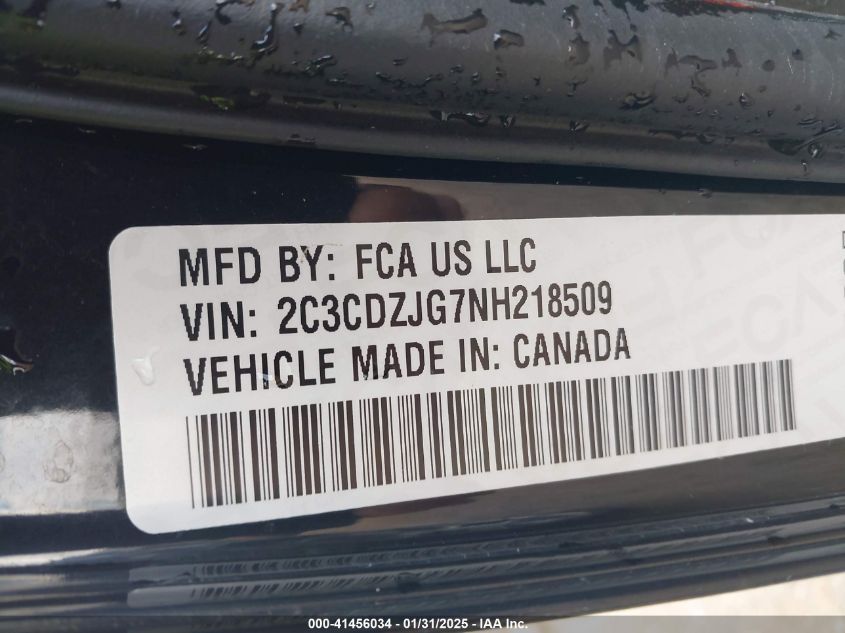 MFD BY: FCA US LLC
VIN: 2C3CDZJG7NH218509
VEHICLE MADE IN: CANADA
000-41456034 - 01/31/2025 - IAA Inc.